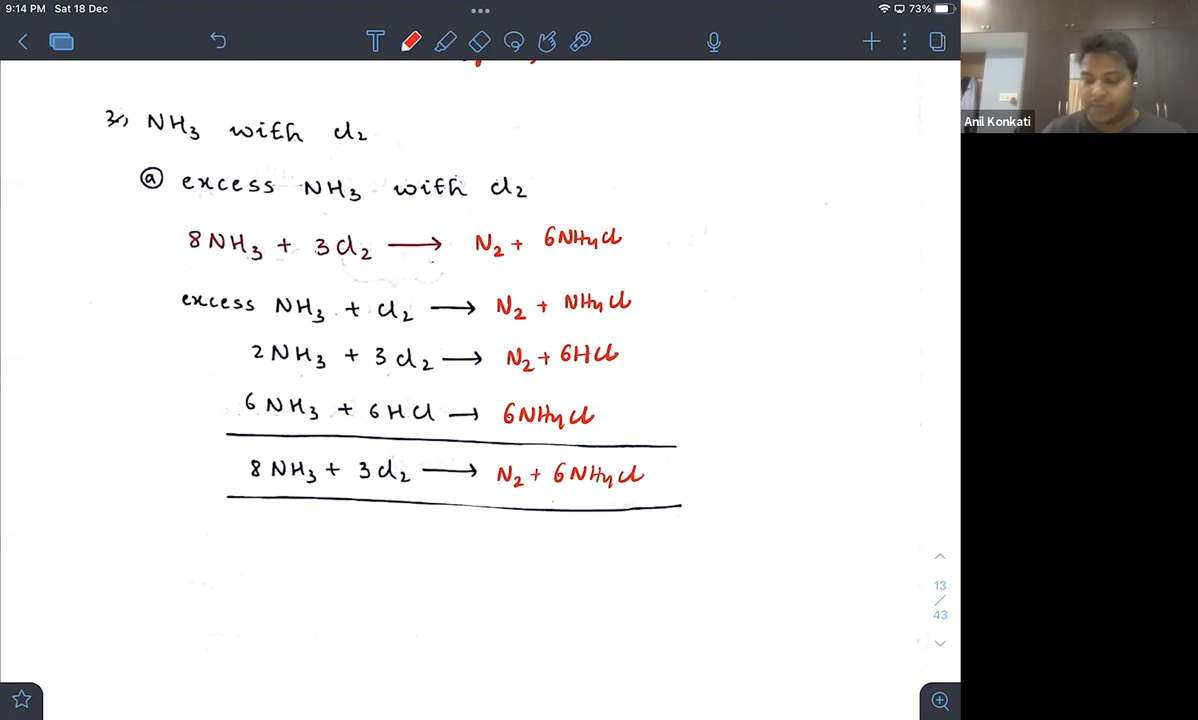 9:14 PM Sat 18 Dec
73%
Anil Konkati
3, NH3 with cl2
ⓐ excess NH3 with cl2
8NH3 + 3Cl2 ⟶ N2 + 6NH4Cl
excess NH3 + cl2 ⟶ N2 + NH4Cl
2NH3 + 3cl2 ⟶ N2 + 6HCl
6NH3 + 6HCl → 6NH4Cl
8NH3 + 3cl2 ⟶ N2 + 6NH4Cl
13
/
43